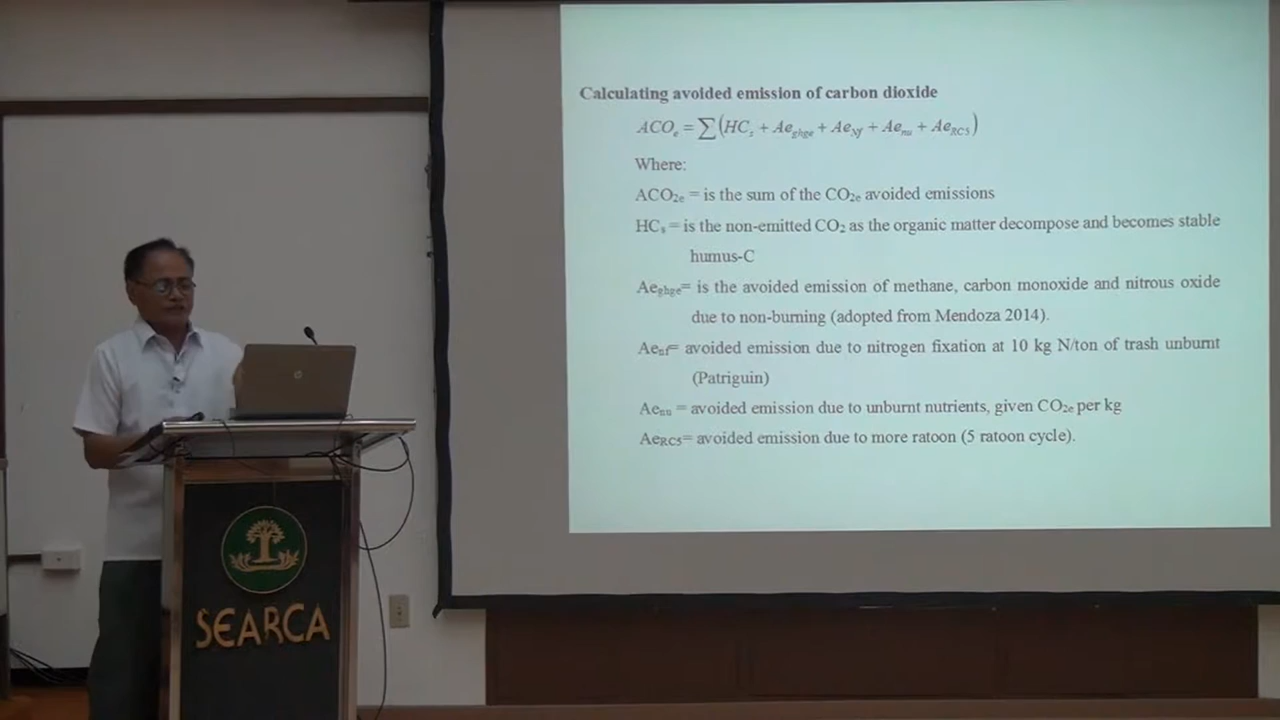 Calculating avoided emission of carbon dioxide
ACOe = ∑(HCs + Aeghge + AeNf + Aenu + AeRC5)
Where:
ACO2e = is the sum of the CO2e avoided emissions
HCs = is the non-emitted CO2 as the organic matter decompose and becomes stable
humus-C
Aeghge= is the avoided emission of methane, carbon monoxide and nitrous oxide
due to non-burning (adopted from Mendoza 2014).
Aenf= avoided emission due to nitrogen fixation at 10 kg N/ton of trash unburnt
(Patriguin)
Aenu = avoided emission due to unburnt nutrients, given CO2e per kg
AeRC5= avoided emission due to more ratoon (5 ratoon cycle).
hp
SEARCA